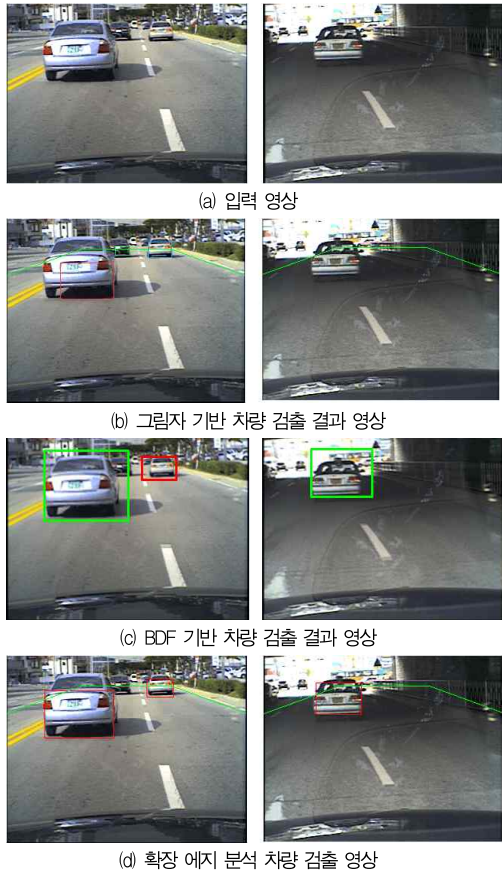 (a) 입력 영상
(b) 그림자 기반 차량 검출 결과 영상
(c) BDF 기반 차량 검출 결과 영상
(d) 확장 에지 분석 차량 검출 영상